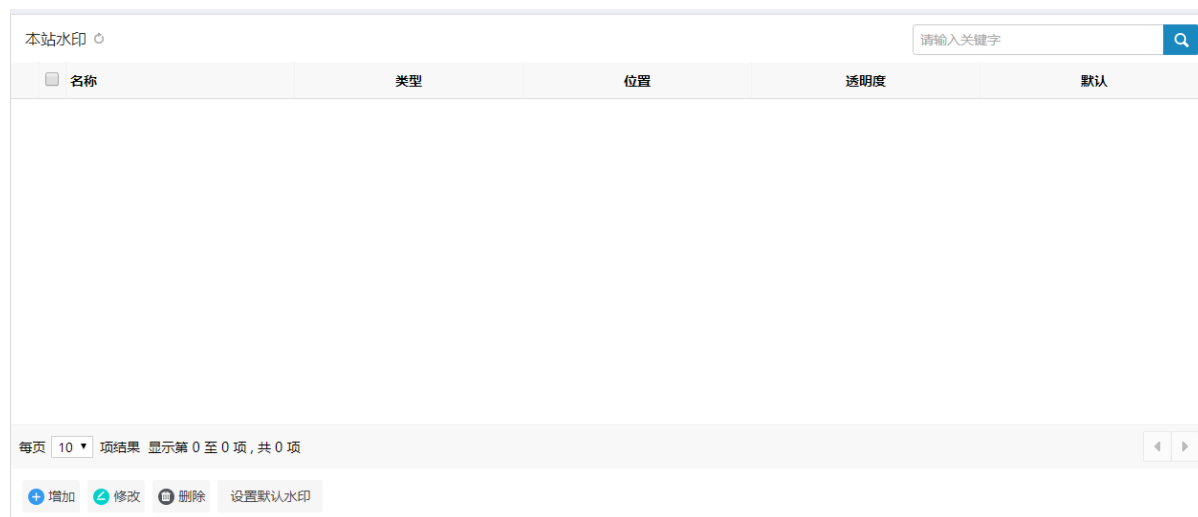 本站水印
请输入关键字
名称 类型 位置 透明度 默认
每页 10 项结果 显示第 0 至 0 项 , 共 0 项
增加 修改 删除 设置默认水印